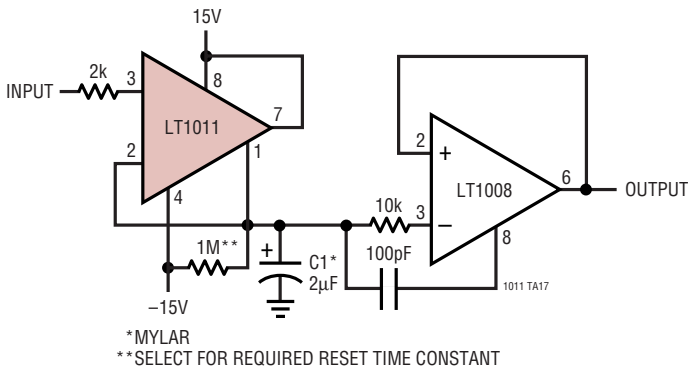 15V
2k
INPUT
3
8
LT1011
7
2
1
4
2
+
LT1008
6
OUTPUT
10k
3
–
8
1M**
+
C1*
2µF
100pF
–15V
1011 TA17
*MYLAR
**SELECT FOR REQUIRED RESET TIME CONSTANT